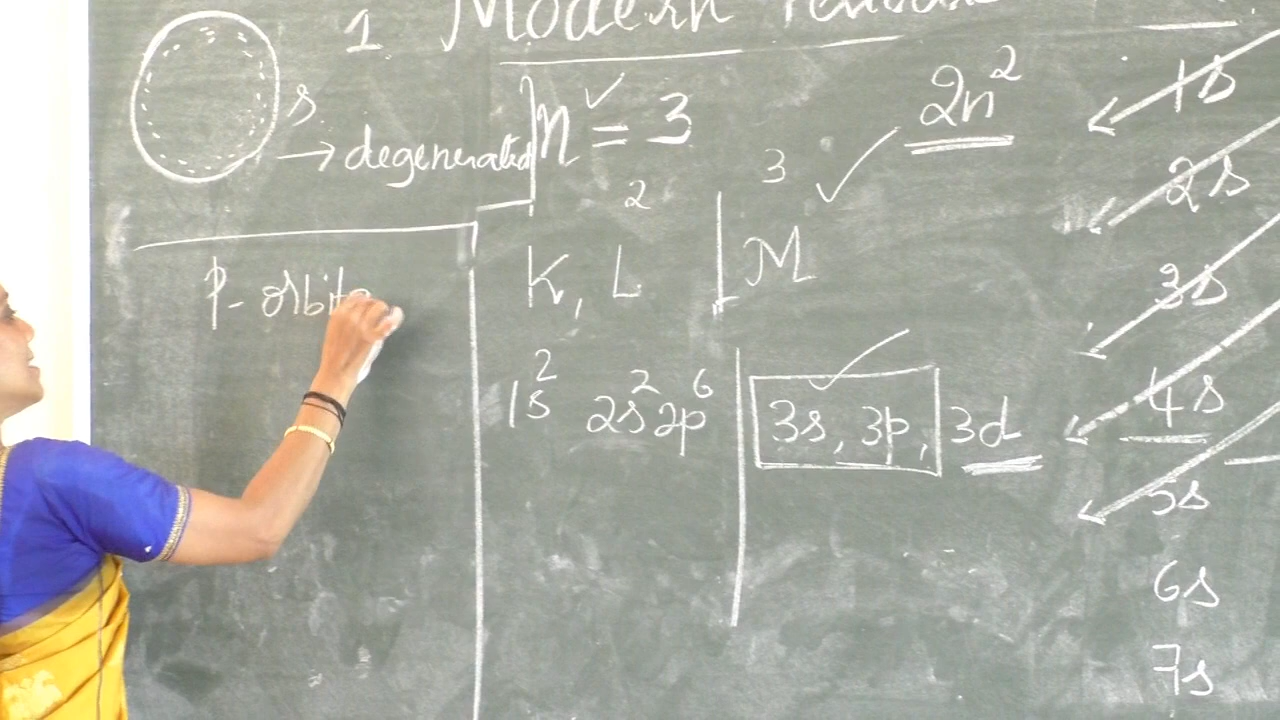 1 Modern
s
→ degenerated
n = 3
2n²
2 3
K, L M
P- orbita
1s² 2s² 2p⁶
3s, 3p, 3d
1s
2s
3s
4s
5s
6s
7s